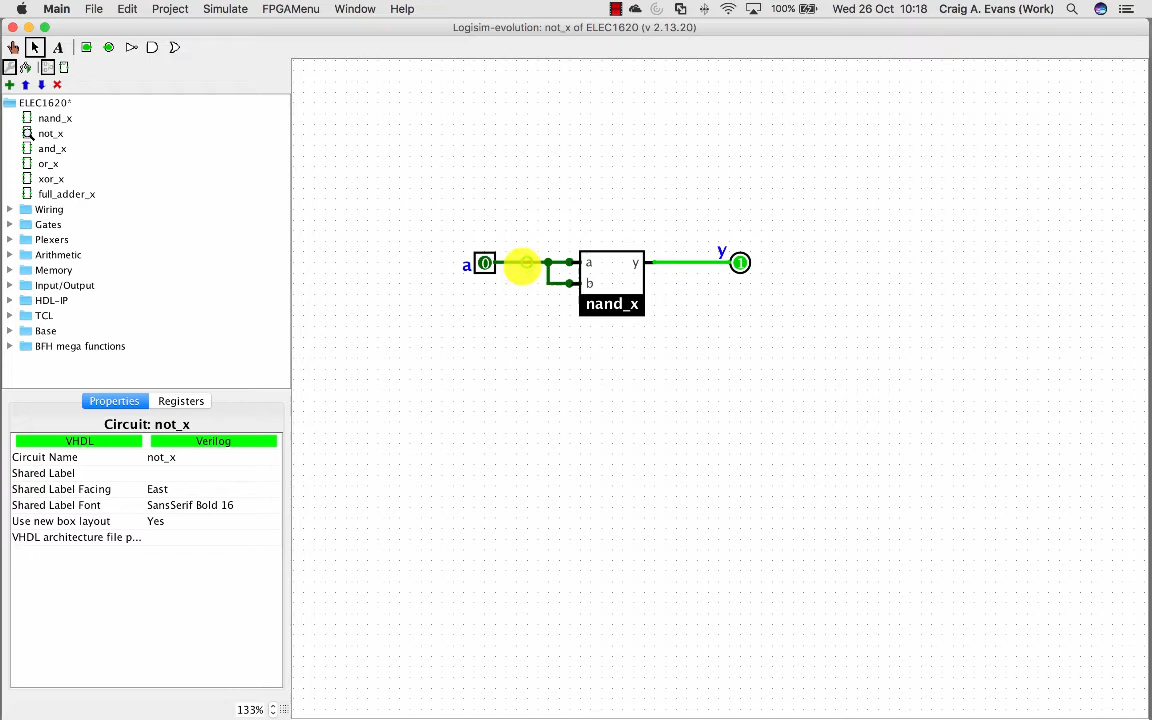 Main File Edit Project Simulate FPGAMenu Window Help 100% Wed 26 Oct 10:18 Craig A. Evans (Work)
Logisim-evolution: not_x of ELEC1620 (v 2.13.20)
A
ELEC1620*
nand_x
not_x
and_x
or_x
xor_x
full_adder_x
Wiring
Gates
Plexers
Arithmetic
Memory
Input/Output
HDL-IP
TCL
Base
BFH mega functions
Properties Registers
Circuit: not_x
VHDL Verilog
Circuit Name not_x
Shared Label
Shared Label Facing East
Shared Label Font SansSerif Bold 16
Use new box layout Yes
VHDL architecture file p...
133%
y
a 0 a y 1
b
nand_x